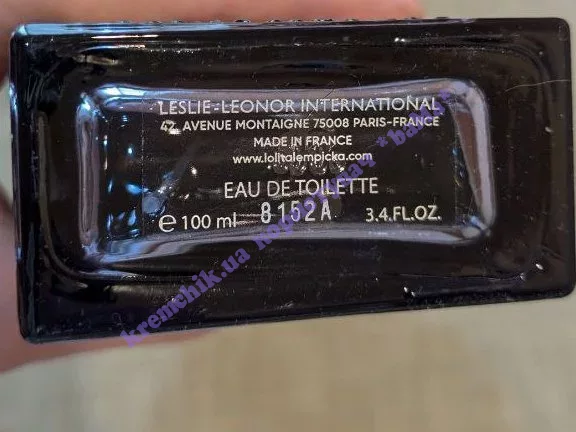 LESLIE-LEONOR INTERNATIONAL
42, AVENUE MONTAIGNE 75008 PARIS-FRANCE
MADE IN FRANCE
www.lolitalempicka.com
EAU DE TOILETTE
℮ 100 ml 8152A 3.4.FL.OZ.
kremchik.ua